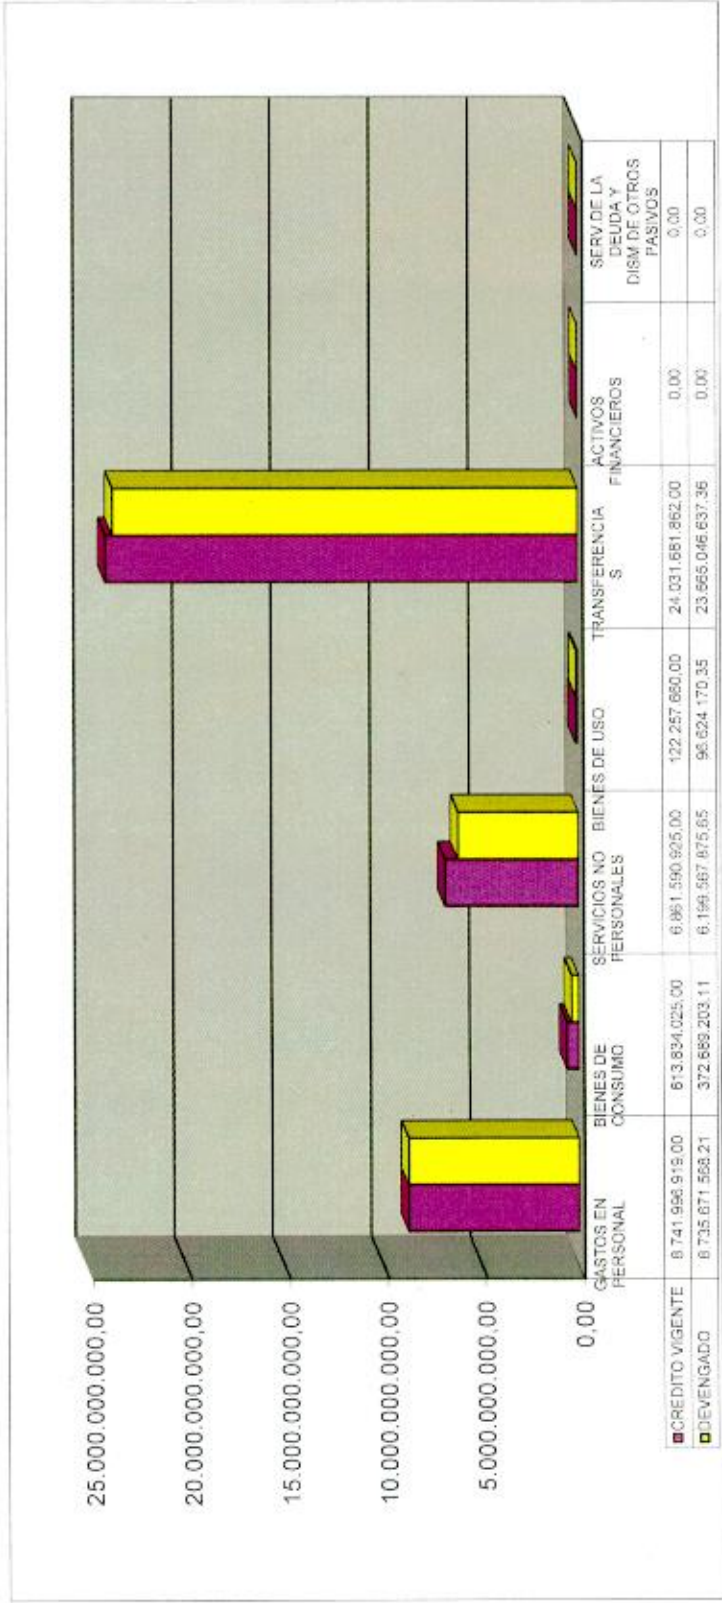 25.000.000.000,00
20.000.000.000,00
15.000.000.000,00
10.000.000.000,00
5.000.000.000,00
0,00
GASTOS EN PERSONAL
BIENES DE CONSUMO
SERVICIOS NO PERSONALES
BIENES DE USO
TRANSFERENCIA S
ACTIVOS FINANCIEROS
SERV.DE LA DEUDA Y DISM DE OTROS PASIVOS
CREDITO VIGENTE 8.741.996.919,00 613.834.025,00 6.861.590.925,00 122.257.660,00 24.031.681.862,00 0,00 0,00
DEVENGADO 8.735.671.568,21 372.689.203,11 6.199.567.875,65 96.624.170,35 23.665.046.637,36 0,00 0,00